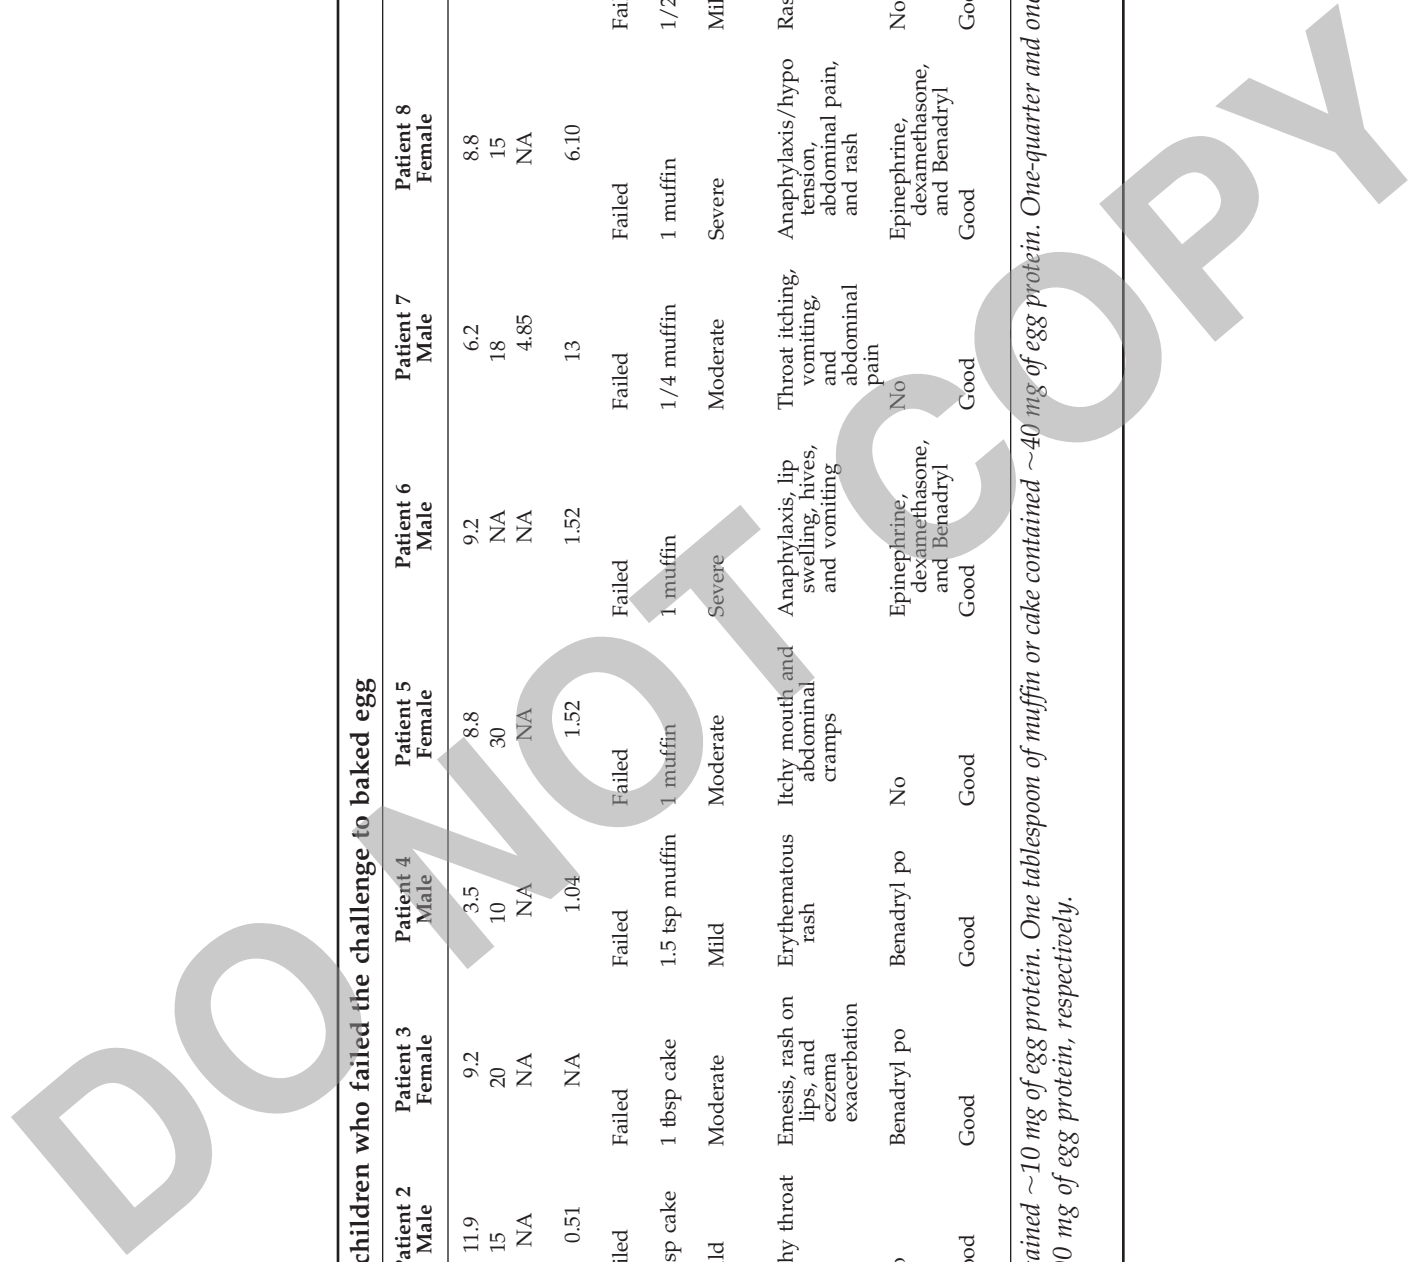 children who failed the challenge to baked egg
Patient 2 Patient 3 Patient 4 Patient 5 Patient 6 Patient 7 Patient 8
Male Female Male Female Male Male Female
11.9 9.2 3.5 8.8 9.2 6.2 8.8
15 20 10 30 NA 18 15
NA NA NA NA NA 4.85 NA
0.51 NA 1.04 1.52 1.52 13 6.10
Failed Failed Failed Failed Failed Failed
cake 1 tbsp cake 1.5 tsp muffin 1 muffin 1 muffin 1/4 muffin 1 muffin
Moderate Mild Moderate Severe Moderate Severe
throat Emesis, rash on Erythematous Itchy mouth and Anaphylaxis, lip Throat itching, Anaphylaxis/hypo
lips, and rash abdominal swelling, hives, vomiting, tension,
eczema cramps and vomiting and abdominal pain,
exacerbation abdominal and rash
pain
Benadryl po Benadryl po No Epinephrine, No Epinephrine, No
dexamethasone, dexamethasone,
and Benadryl and Benadryl
Good Good Good Good Good Good
~10 mg of egg protein. One tablespoon of muffin or cake contained ~40 mg of egg protein. One-quarter and
mg of egg protein, respectively.
DO NOT COPY